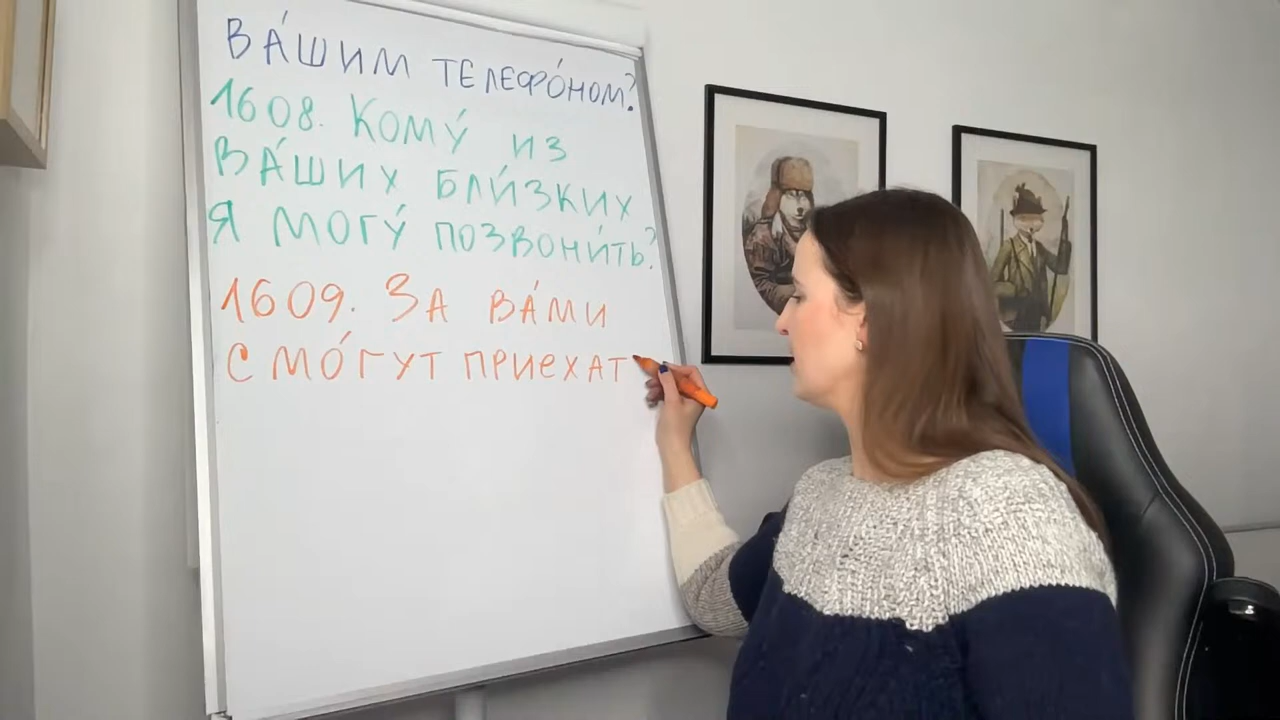 ВА́ШИМ ТЕЛЕФО́НОМ?
1608. КОМУ́ ИЗ
ВА́ШИХ БЛИ́ЗКИХ
Я МОГУ́ ПОЗВОНИ́ТЬ?
1609. ЗА ВА́МИ
СМО́ГУТ ПРИЕХАТ